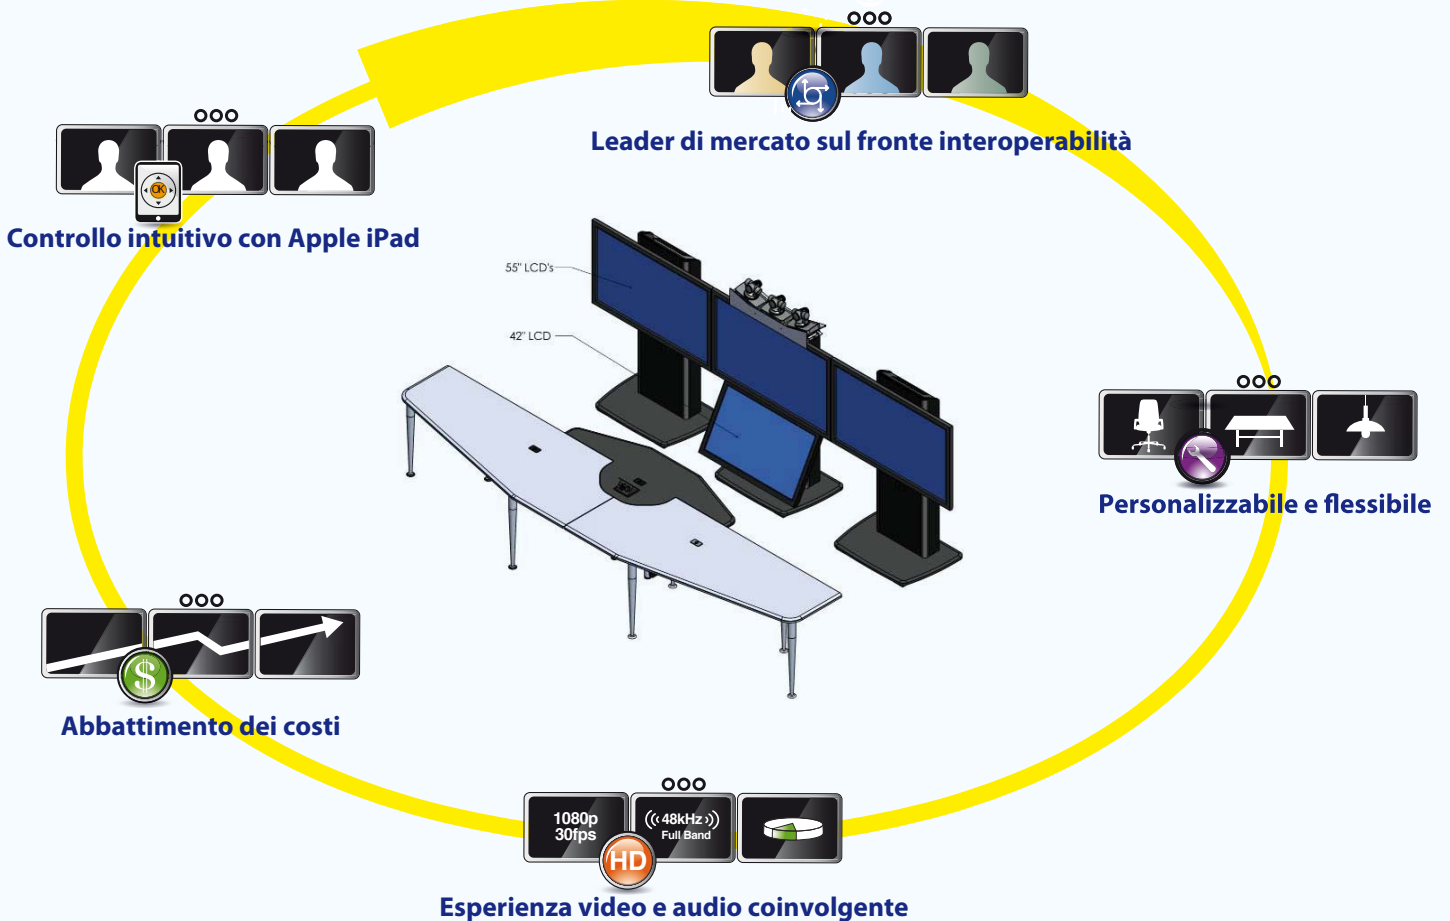 Leader di mercato sul fronte interoperabilità
OK
Controllo intuitivo con Apple iPad
55" LCD's
42" LCD
Personalizzabile e flessibile
$
Abbattimento dei costi
1080p
30fps
48kHz
Full Band
HD
Esperienza video e audio coinvolgente